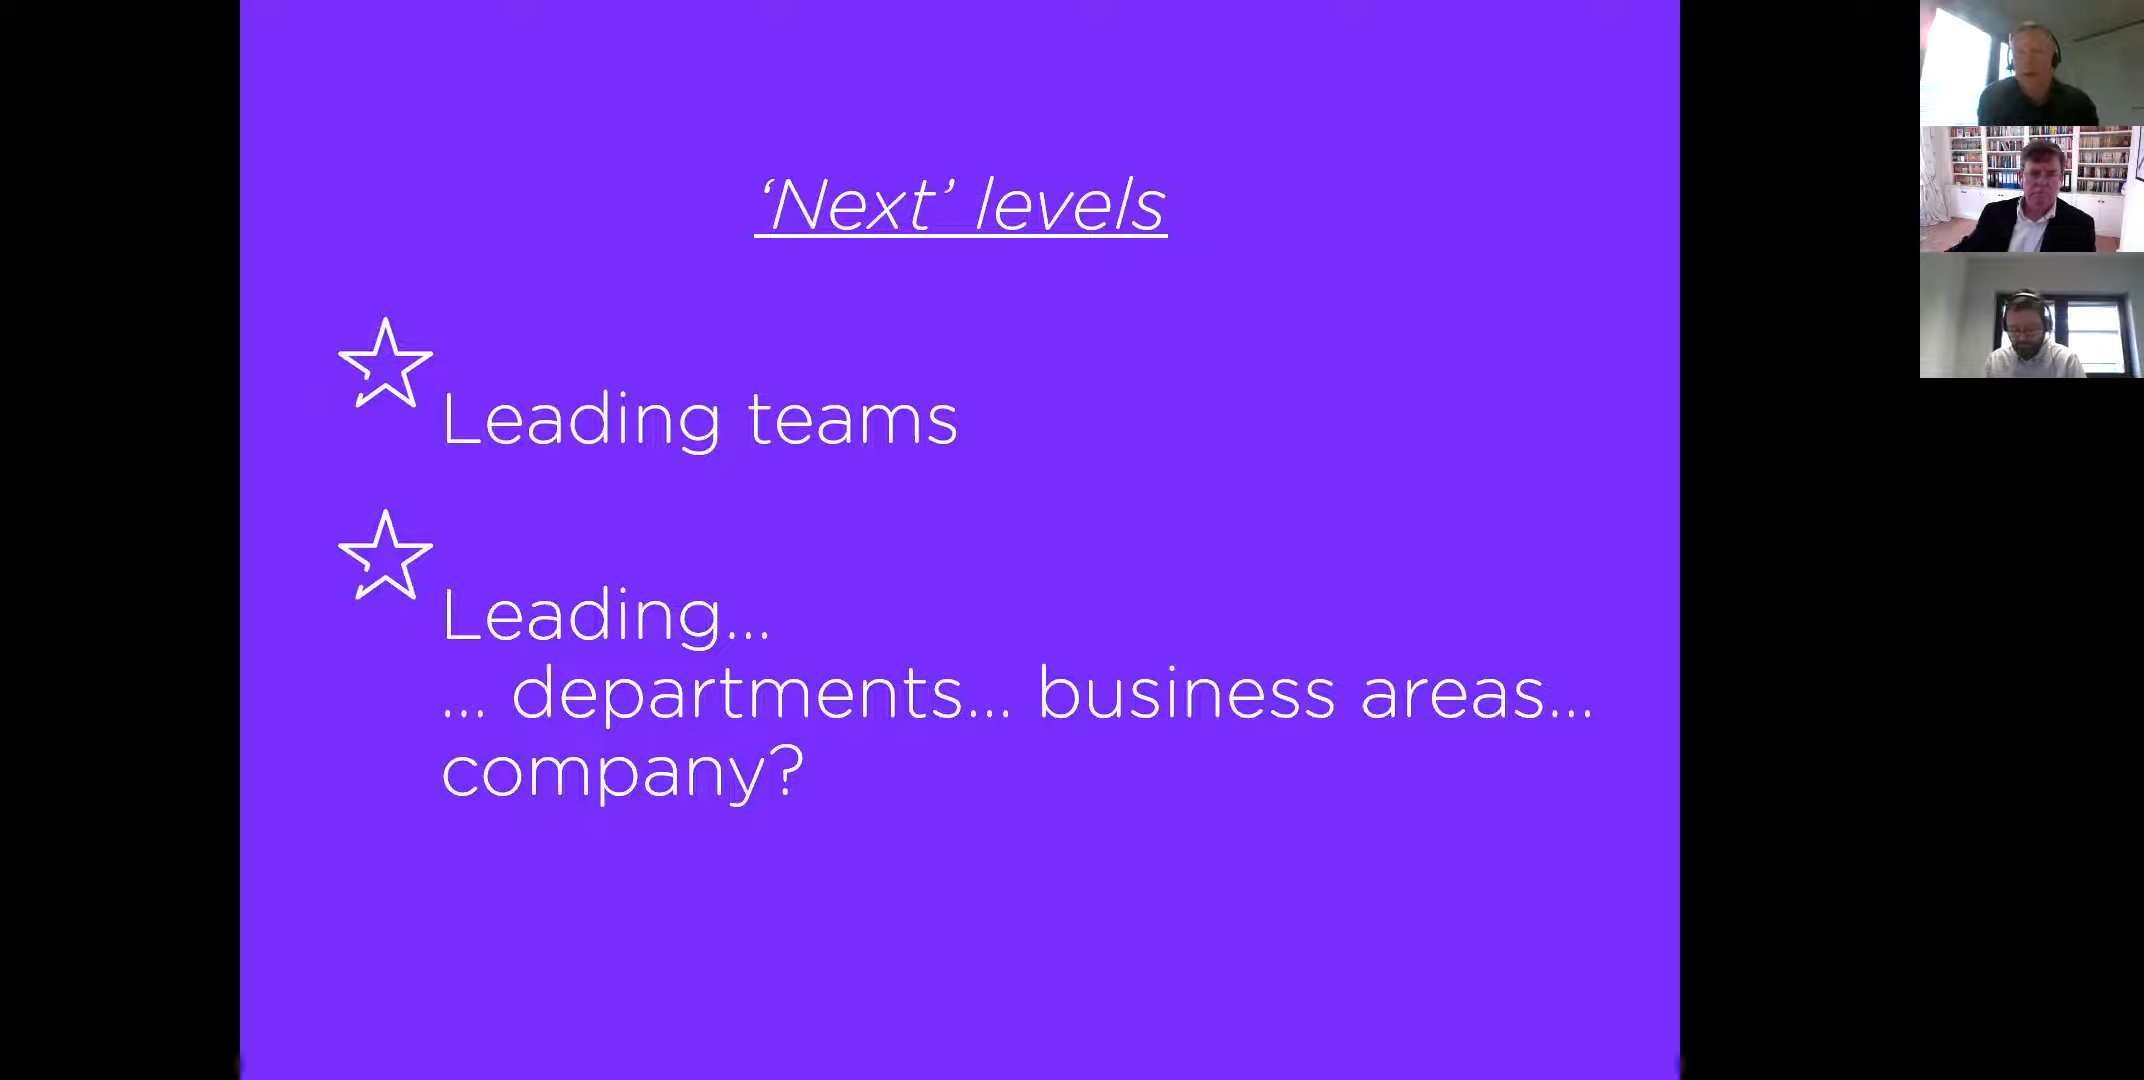 ‘Next’ levels
Leading teams
Leading...
... departments... business areas...
company?